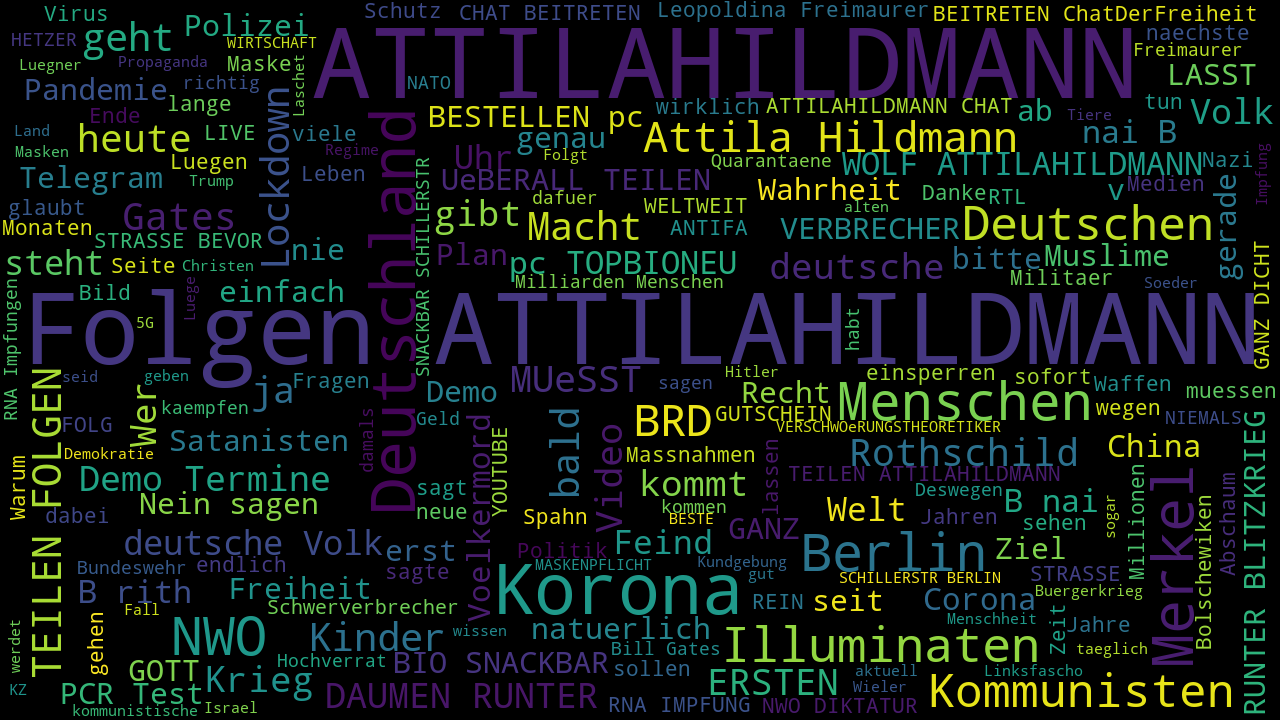 Virus
Schutz CHAT BEITRETEN Leopoldina Freimaurer BEITRETEN ChatDerFreiheit
HETZER geht Polizei
WIRTSCHAFT
ATTILAHILDMANN
naechste
Freimaurer
Luegner Propaganda Maske
Laschet
NATO
LASST
Pandemie richtig
lange
Lockdown
BESTELLEN pc wirklich ATTILAHILDMANN CHAT ab tun Tiere Volk
Ende
Land heute LIVE viele
Deutschland
genau Attila Hildmann nai B
Masken Luegen Regime
Uhr Folgt Quarantaene WOLF ATTILAHILDMANN Nazi
Impfung
Telegram Trump Leben
SNACKBAR SCHILLERSTR
UeBERALL TEILEN Wahrheit Danke RTL v Medien
glaubt Gates
gibt dafuer WELTWEIT alten
gerade
Monaten
Macht ANTIFA VERBRECHER Deutschen
STRASSE BEVOR nie
Plan
steht Seite Christen
pc TOPBIONEU deutsche bitte Muslime
Milliarden Menschen Militaer Soeder
GANZ DICHT
RNA Impfungen
Bild Luege einfach
Folgen ATTILAHILDMANN
5G
habt
seid geben ja Fragen
MUeSST sagen Hitler einsperren sofort Waffen muessen
TEILEN FOLGEN
Wer kaempfen
Demo Recht Menschen wegen
FOLG
damals
Geld BRD GUTSCHEIN NIEMALS
VERSCHWOeRUNGSTHEORETIKER
Satanisten
Voelkermord
YOUTUBE
bald
Video
Massnahmen
lassen
Rothschild China
Demokratie
Warum
Demo Termine sagt kommt TEILEN ATTILAHILDMANN
Merkel
RUNTER BLITZKRIEG
Nein sagen neue kommen Deswegen B nai
sogar
Millionen
Abschaum
dabei Spahn BESTE GANZ Welt Jahren sehen
Bolschewiken
deutsche Volk erst Politik Feind Berlin Ziel
Bundeswehr endlich sagte MASKENPFLICHT Kundgebung gut SCHILLERSTR BERLIN STRASSE
B rith Freiheit Korona REIN seit Corona Buergerkrieg
Fall Schwerverbrecher Menschheit
Zeit
werdet
gehen
NWO Kinder wissen natuerlich Illuminaten Jahre
taeglich
GOTT Hochverrat BIO SNACKBAR Bill Gates
sollen ERSTEN aktuell Linksfascho
KZ PCR Test Krieg DAUMEN RUNTER RNA IMPFUNG Wieler Kommunisten
kommunistische Israel NWO DIKTATUR